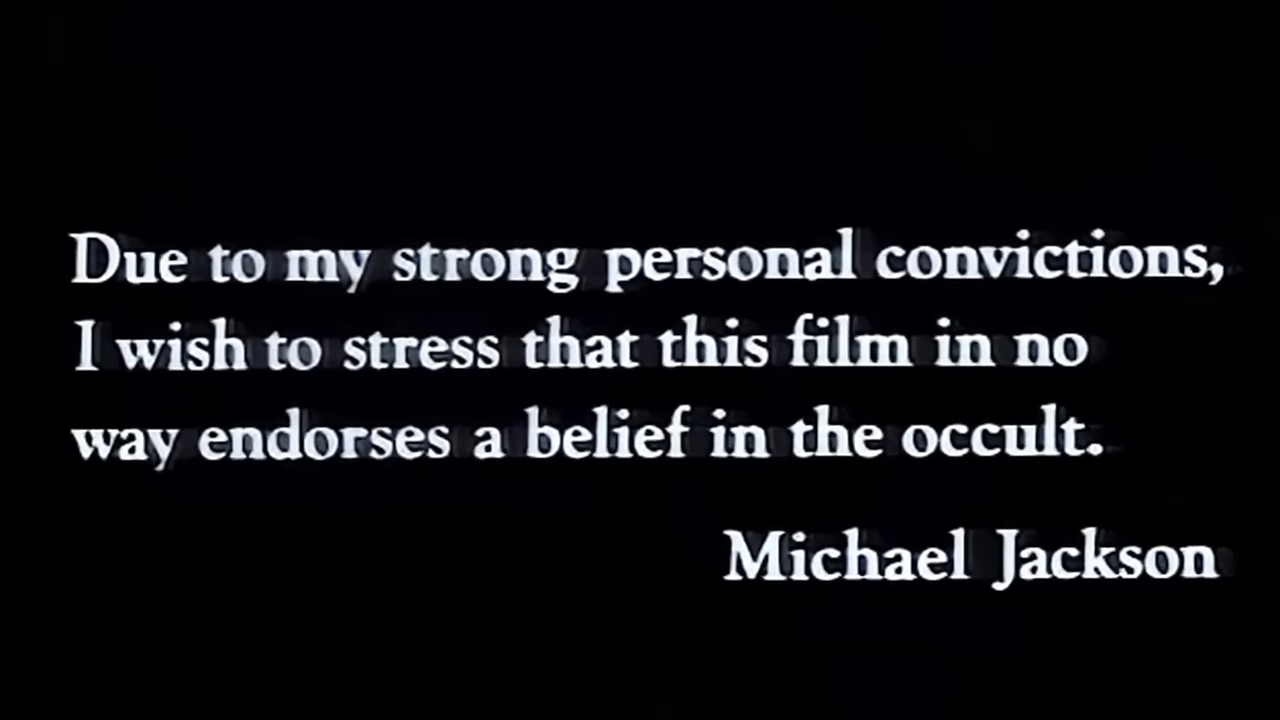 Due to my strong personal convictions,
I wish to stress that this film in no
way endorses a belief in the occult.
Michael Jackson